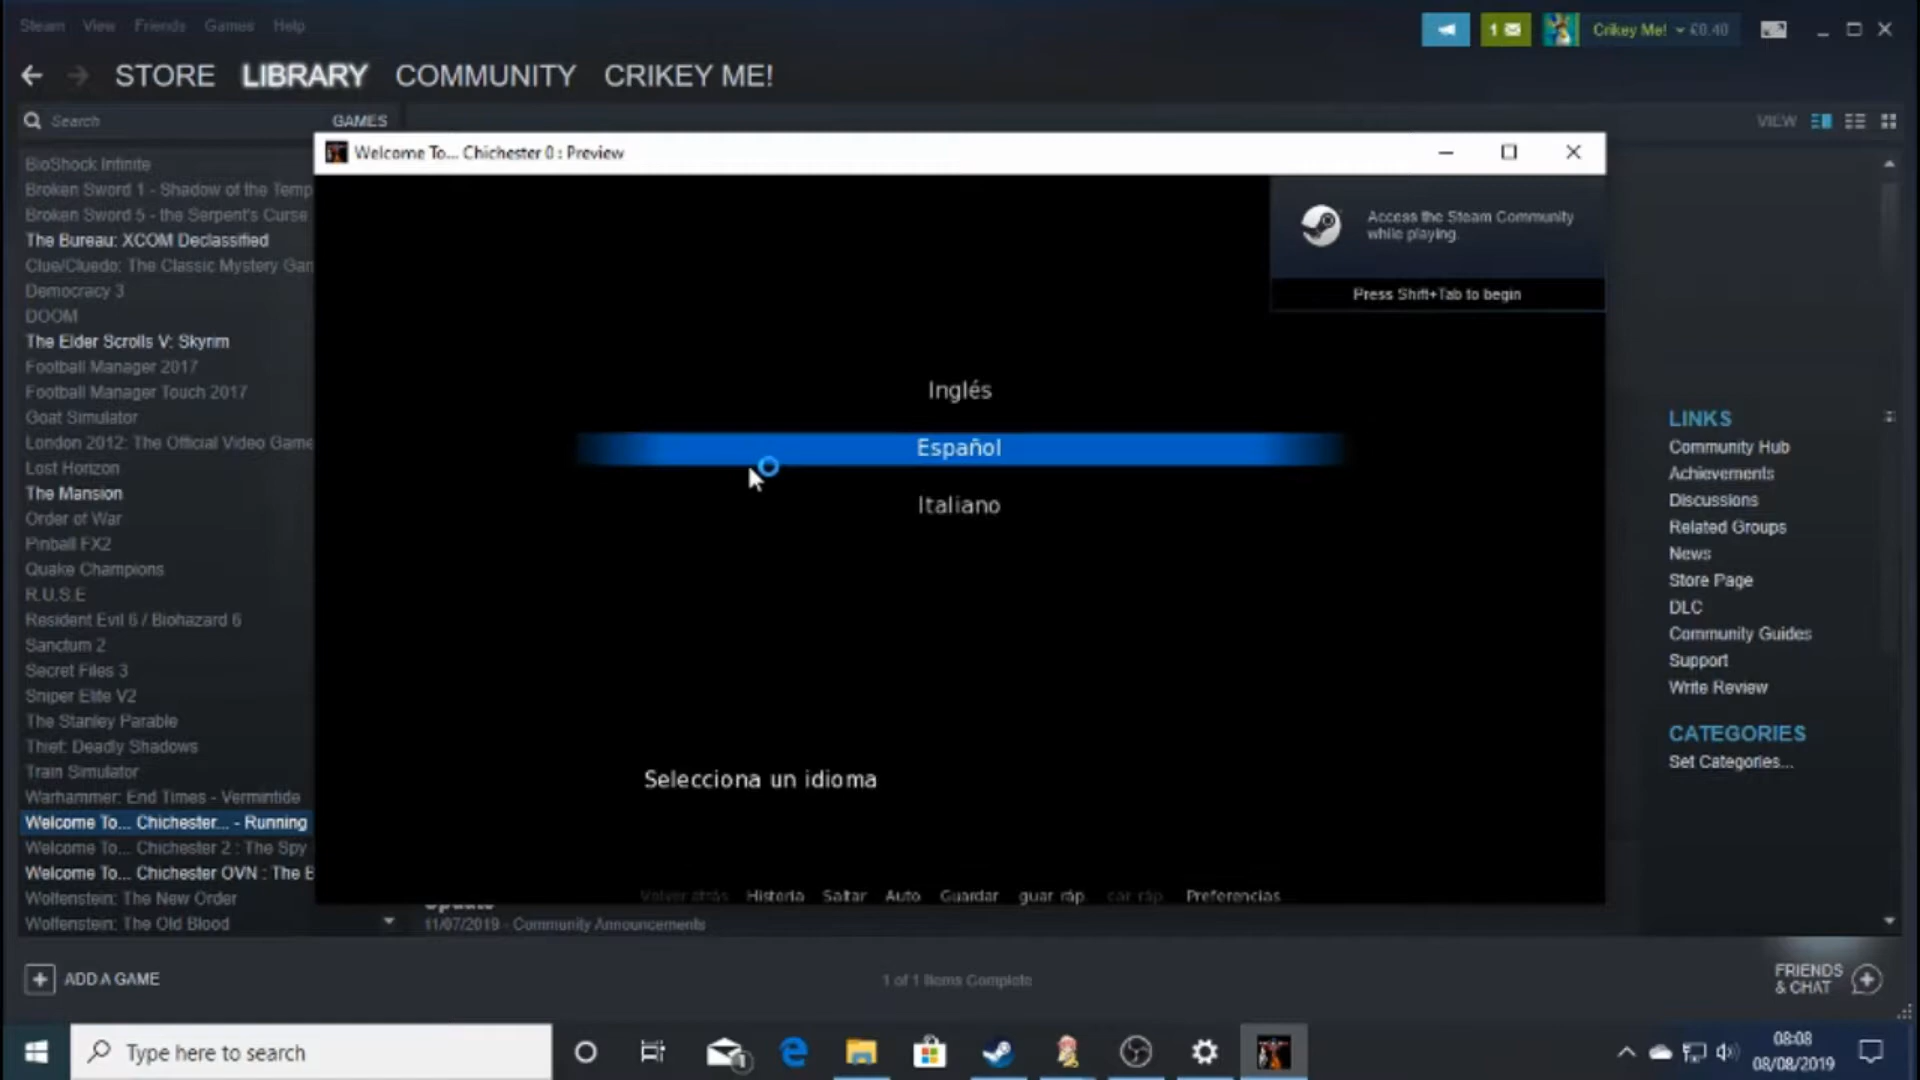 Steam View Friends Games Help
1
Crikey Me! £0.40
STORE LIBRARY COMMUNITY CRIKEY ME!
Search GAMES
VIEW
BioShock Infinite
Broken Sword 1 - Shadow of the Temp
Broken Sword 5 - the Serpent's Curse
The Bureau: XCOM Declassified
Clue/Cluedo: The Classic Mystery Gan
Democracy 3
DOOM
The Elder Scrolls V: Skyrim
Football Manager 2017
Football Manager Touch 2017
Goat Simulator
London 2012: The Official Video Game
Lost Horizon
The Mansion
Order of War
Pinball FX2
Quake Champions
R.U.S.E
Resident Evil 6 / Biohazard 6
Sanctum 2
Secret Files 3
Sniper Elite V2
The Stanley Parable
Thief: Deadly Shadows
Train Simulator
Warhammer: End Times - Vermintide
Welcome To... Chichester... - Running
Welcome To... Chichester 2 : The Spy
Welcome To... Chichester OVN : The B
Wolfenstein: The New Order
Wolfenstein: The Old Blood
Welcome To... Chichester 0 : Preview
Access the Steam Community
while playing.
Press Shift+Tab to begin
Inglés
Español
Italiano
Selecciona un idioma
Volver atrás Historia Saltar Auto Guardar guar ráp. car ráp. Preferencias
Update
11/07/2019 - Community Announcements
LINKS
Community Hub
Achievements
Discussions
Related Groups
News
Store Page
DLC
Community Guides
Support
Write Review
CATEGORIES
Set Categories...
ADD A GAME
1 of 1 Items Complete
FRIENDS
& CHAT
Type here to search
1
08:08
08/08/2019